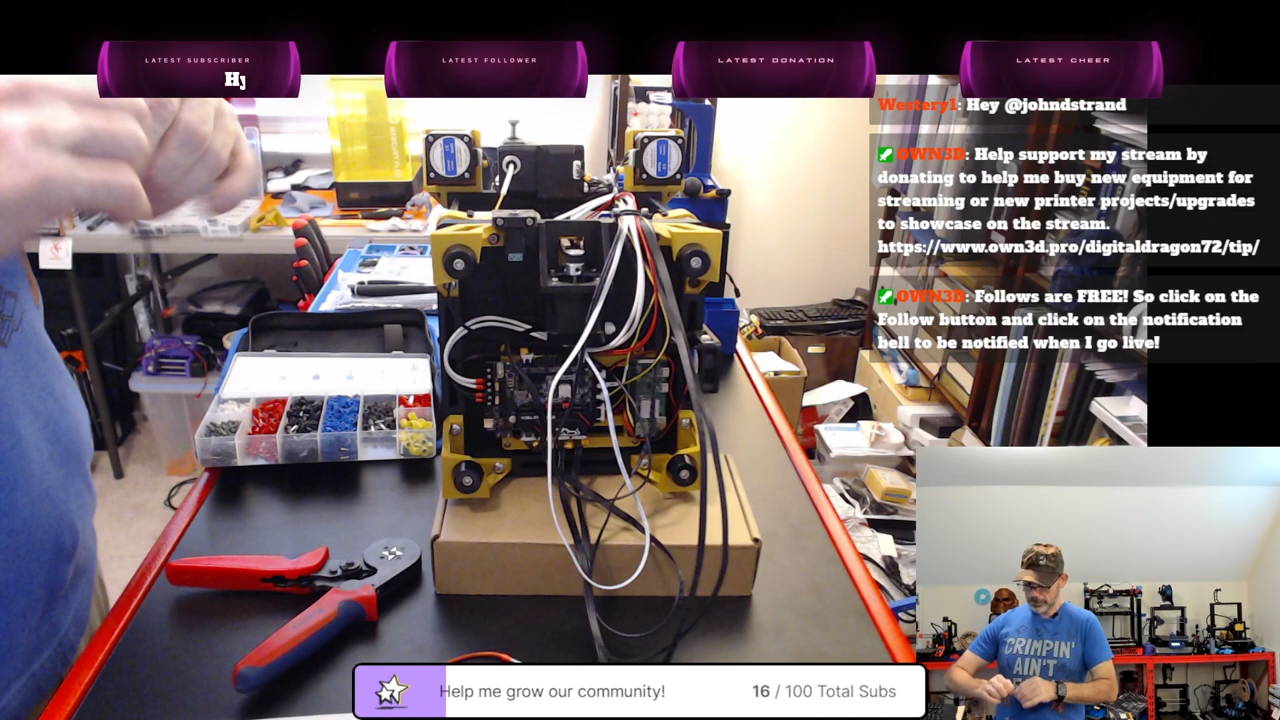 LATEST SUBSCRIBER
LATEST FOLLOWER
LATEST DONATION
LATEST CHEER
Hy
Westery1: Hey @johndstrand
OWN3D: Help support my stream by
donating to help me buy new equipment for
streaming or new printer projects/upgrades
to showcase on the stream.
https://www.own3d.pro/digitaldragon72/tip/
OWN3D: Follows are FREE! So click on the
Follow button and click on the notification
bell to be notified when I go live!
CRIMPIN'
AIN'T
Help me grow our community!
16 / 100 Total Subs